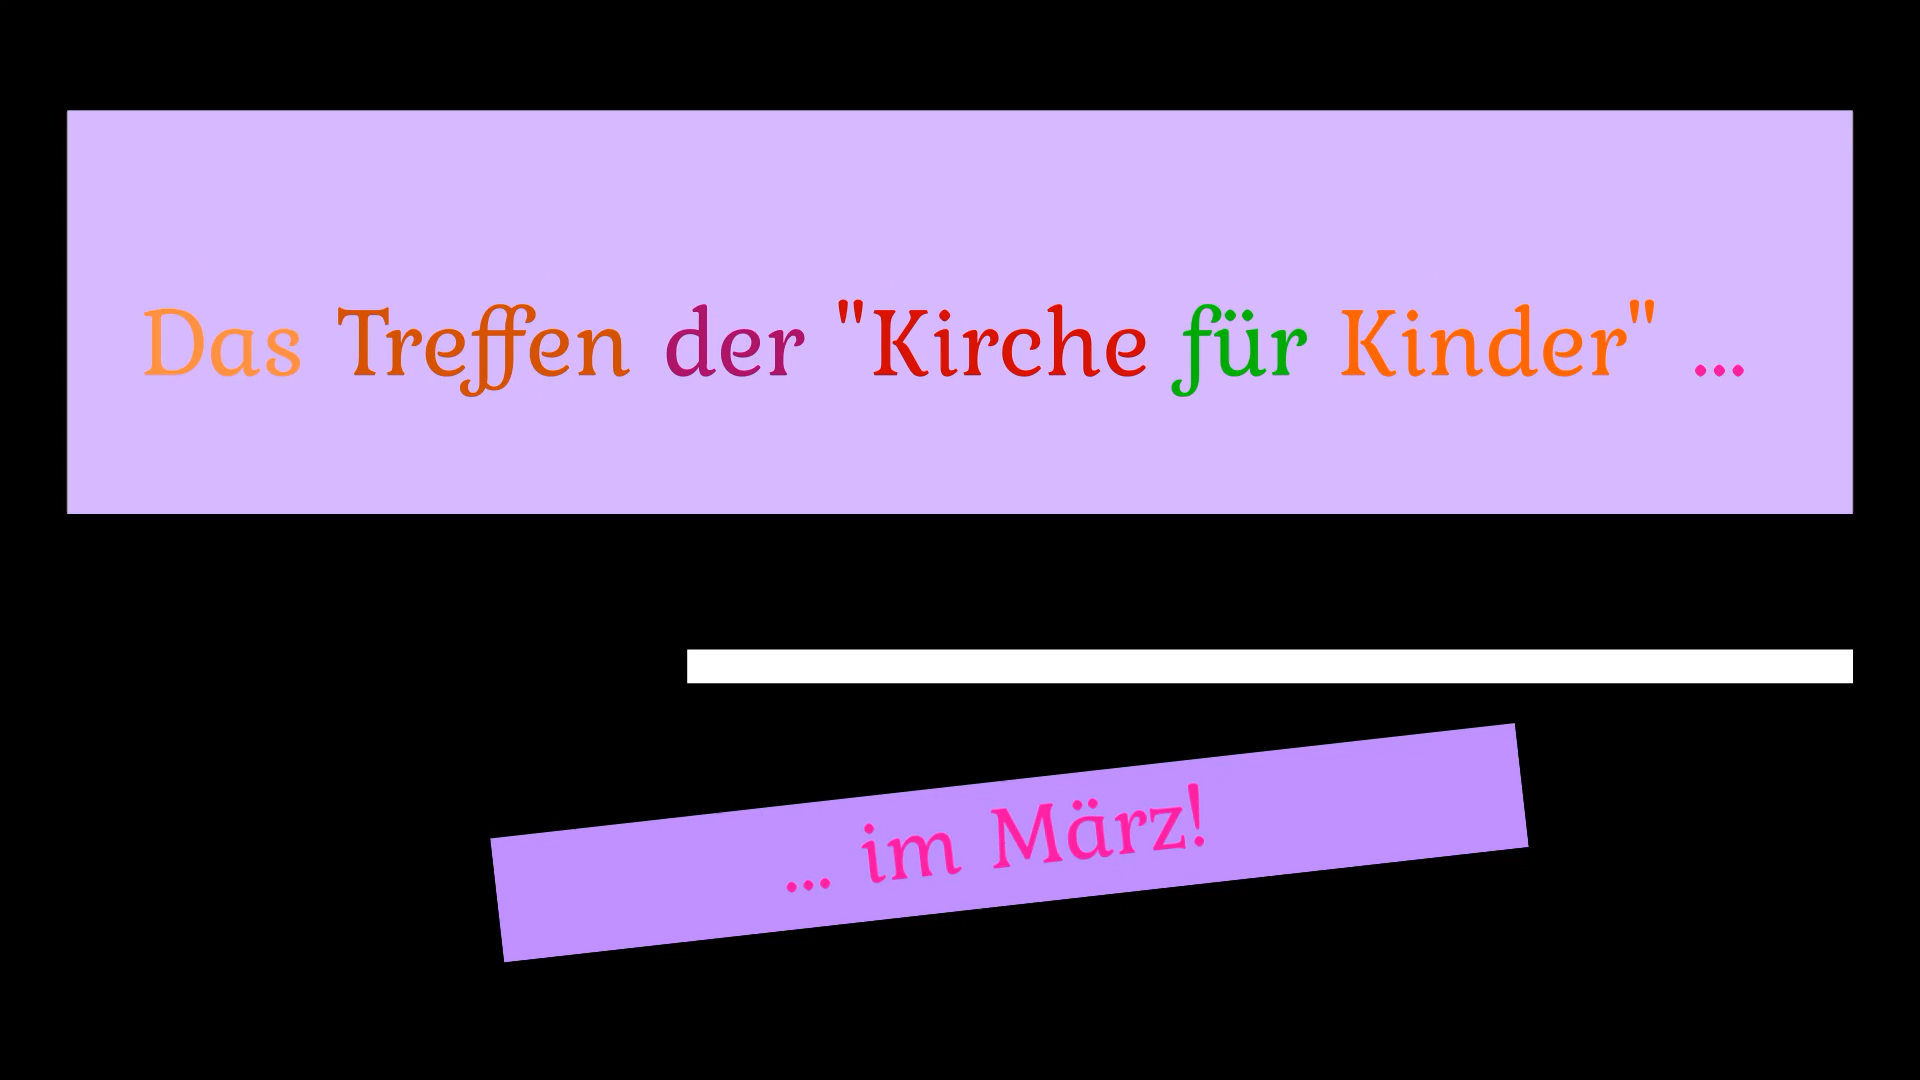 Das Treffen der "Kirche für Kinder" ...
... im März!